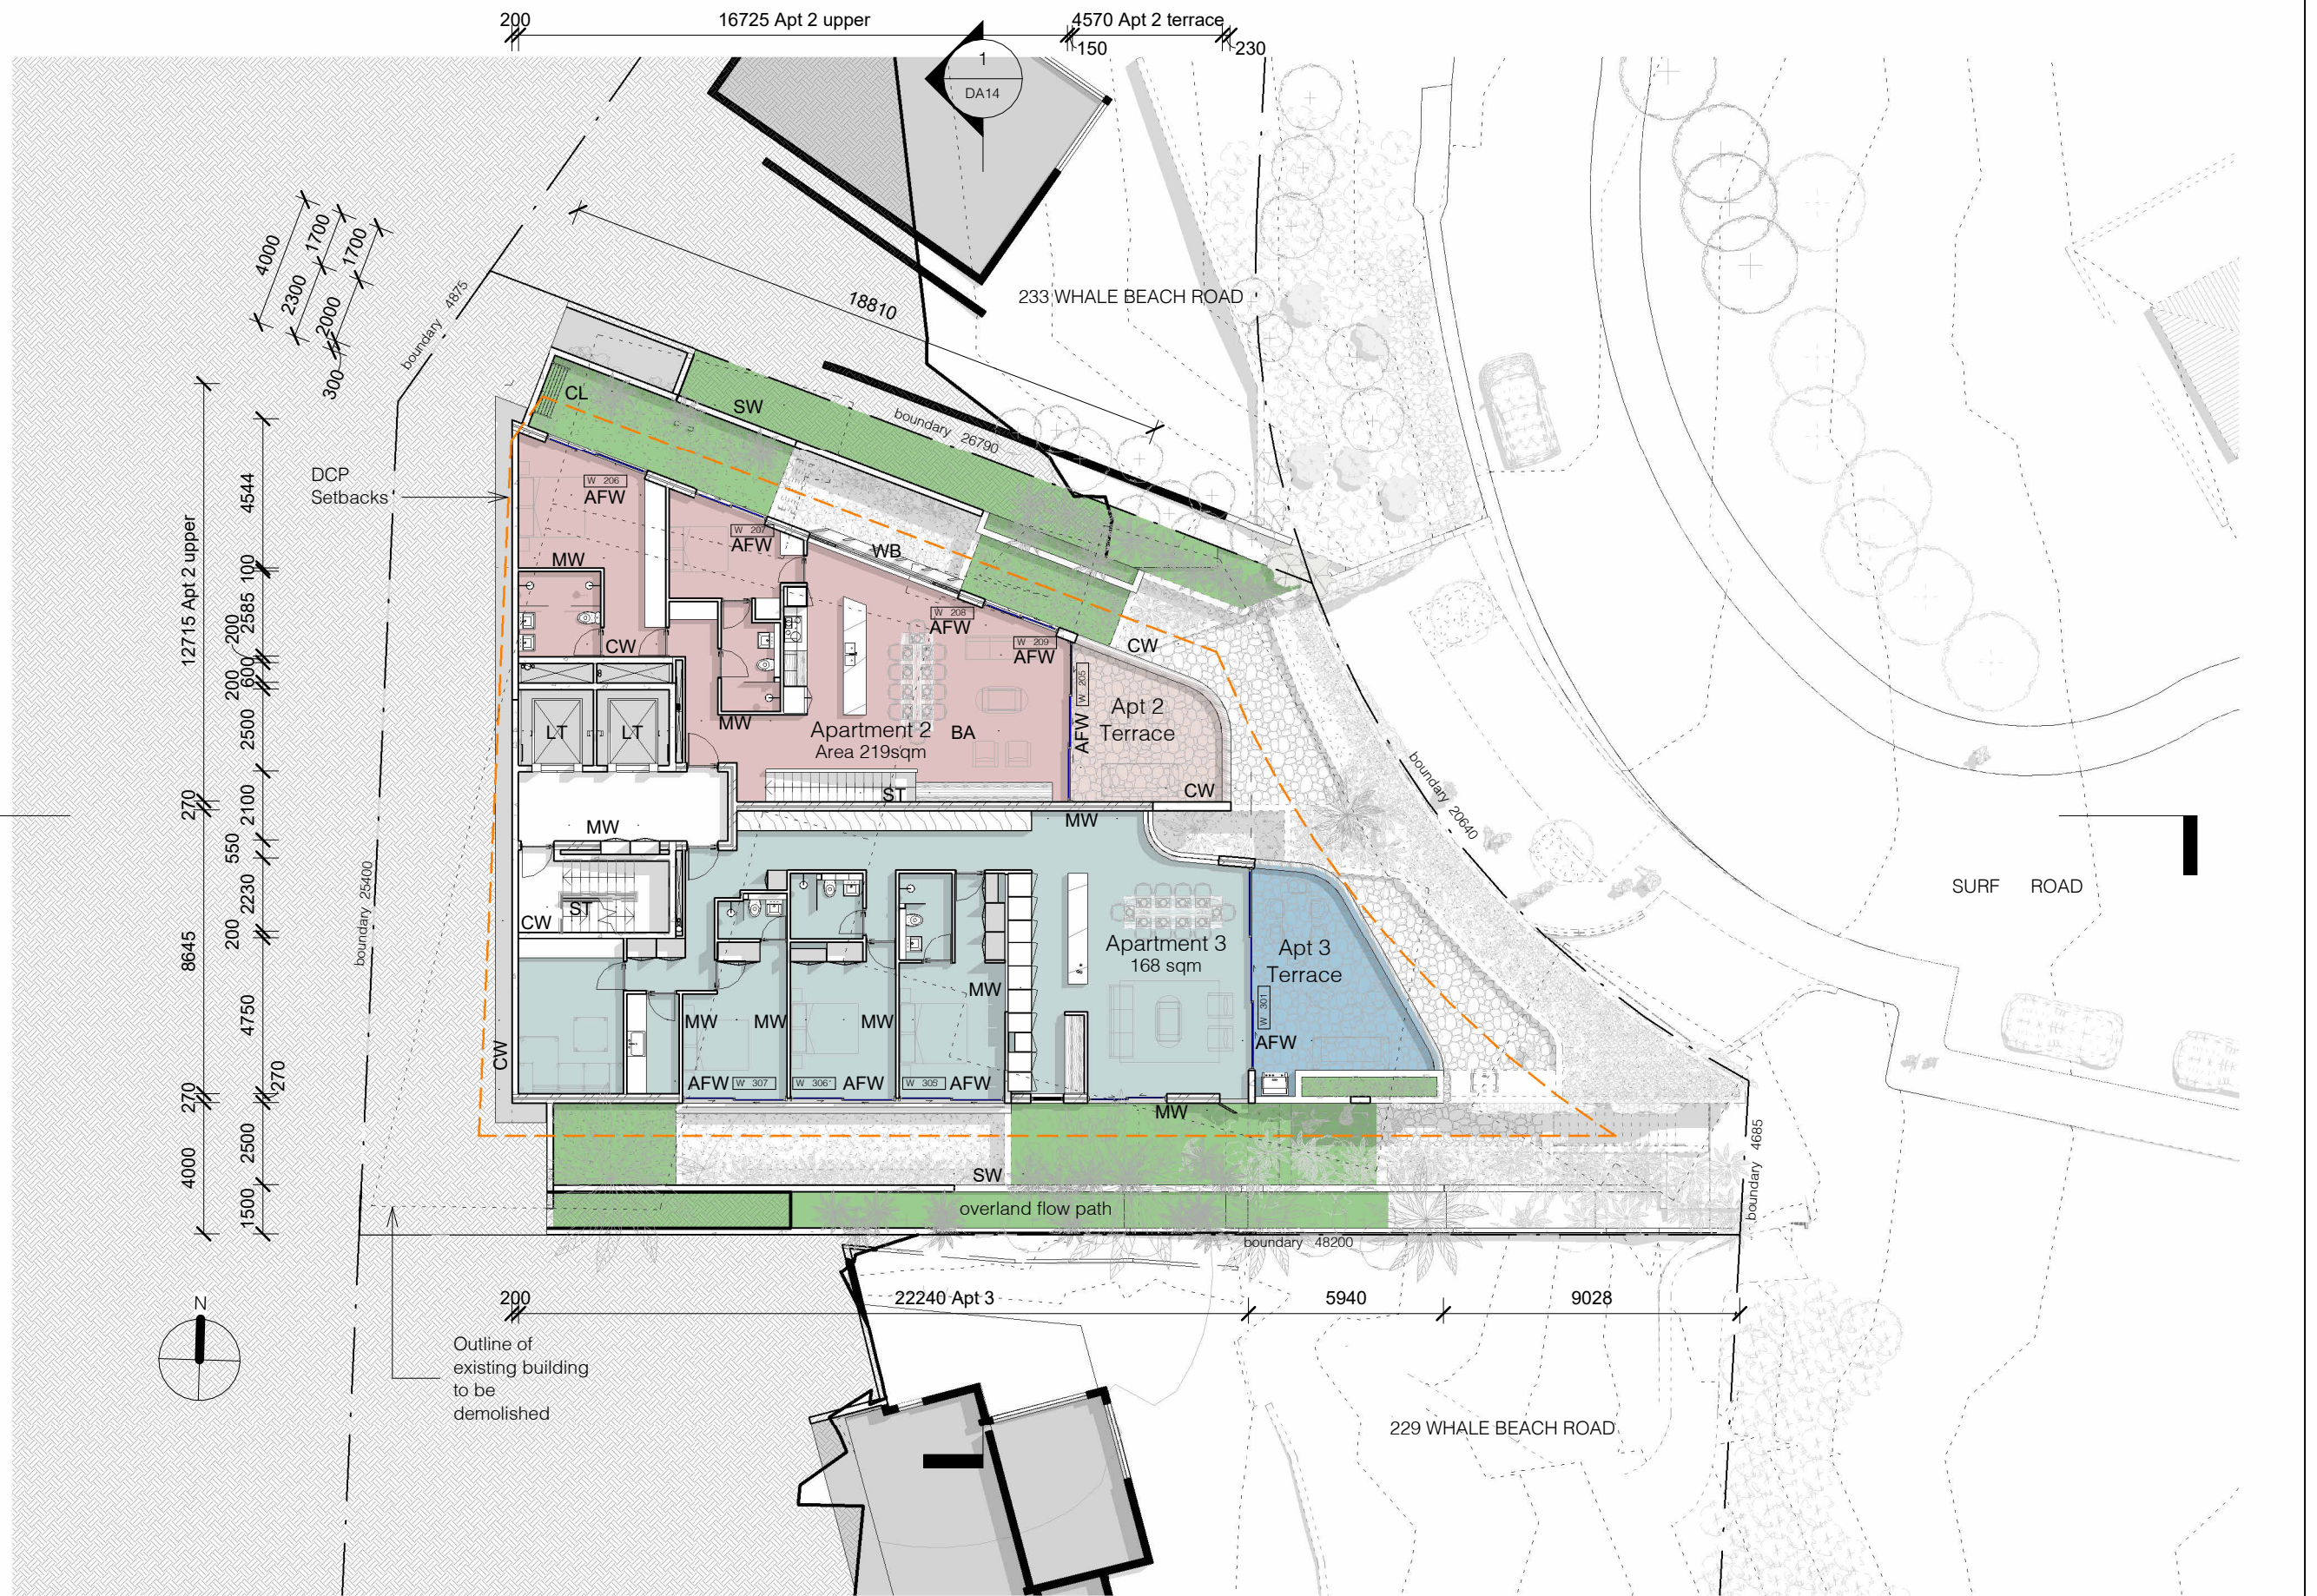 200
16725 Apt 2 upper
4570 Apt 2 terrace
150
230
1
DA14
4000
1700
1700
2300
2000
300
boundary 4875
18810
233 WHALE BEACH ROAD
CL
SW
boundary 26790
DCP
Setbacks
W 206
AFW
W 207
AFW
MW
WB
W 208
AFW
W 209
AFW
CW
CW
W 205
AFW
12715 Apt 2 upper
4544
100
2585
200
600
200
2500
270
2100
550
2230
200
8645
4750
270
270
2500
4000
1500
LT
LT
MW
Apartment 2
Area 219sqm
BA
Apt 2
Terrace
ST
CW
MW
MW
boundary 20640
boundary 25400
CW
ST
Apartment 3
168 sqm
Apt 3
Terrace
SURF ROAD
MW
MW
MW
MW
W 301
AFW
CW
AFW
W 307
W 306
AFW
W 305
AFW
MW
SW
overland flow path
boundary 4685
boundary 48200
N
200
22240 Apt 3
5940
9028
Outline of
existing building
to be
demolished
229 WHALE BEACH ROAD